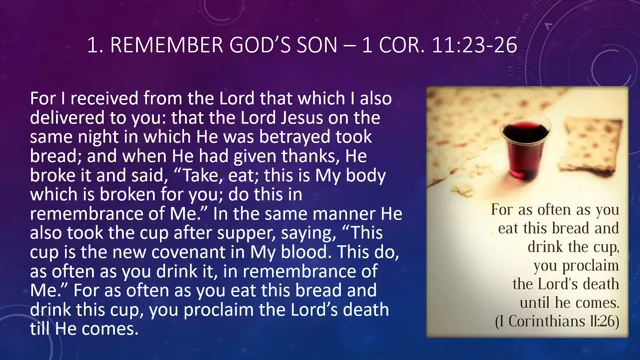 1. REMEMBER GOD'S SON – 1 COR. 11:23-26
For I received from the Lord that which I also
delivered to you: that the Lord Jesus on the
same night in which He was betrayed took
bread; and when He had given thanks, He
broke it and said, “Take, eat; this is My body
which is broken for you; do this in
remembrance of Me.” In the same manner He
also took the cup after supper, saying, “This
cup is the new covenant in My blood. This do,
as often as you drink it, in remembrance of
Me.” For as often as you eat this bread and
drink this cup, you proclaim the Lord’s death
till He comes.
For as often as you
eat this bread and
drink the cup,
you proclaim
the Lord's death
until he comes.
(1 Corinthians 11:26)